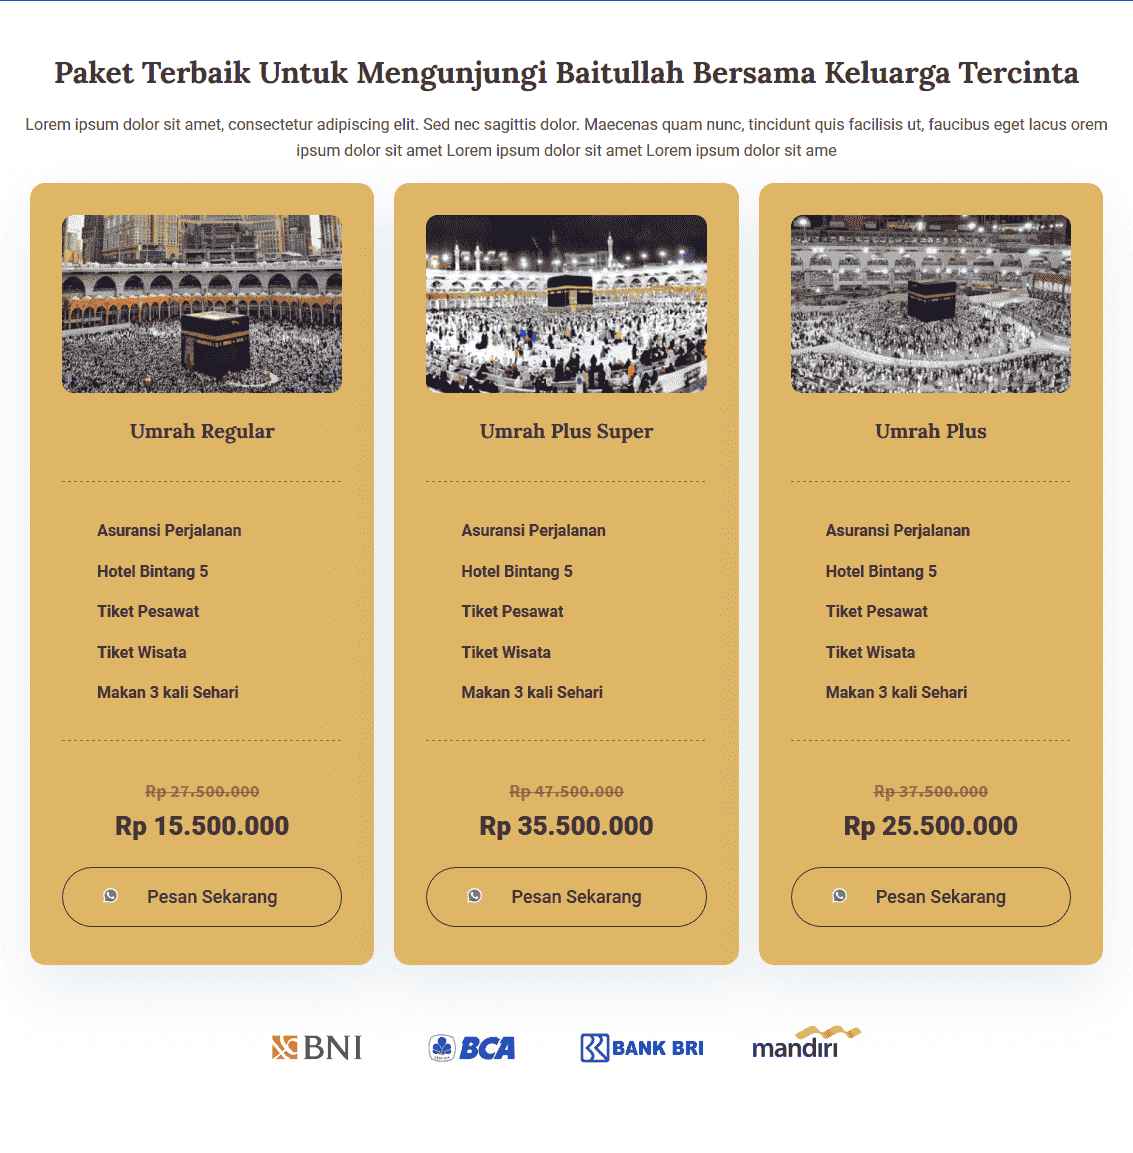 Paket Terbaik Untuk Mengunjungi Baitullah Bersama Keluarga Tercinta
Lorem ipsum dolor sit amet, consectetur adipiscing elit. Sed nec sagittis dolor. Maecenas quam nunc, tincidunt quis facilisis ut, faucibus eget lacus orem
ipsum dolor sit amet Lorem ipsum dolor sit amet Lorem ipsum dolor sit ame
Umrah Regular
Asuransi Perjalanan
Hotel Bintang 5
Tiket Pesawat
Tiket Wisata
Makan 3 kali Sehari
Rp 27.500.000
Rp 15.500.000
Pesan Sekarang
Umrah Plus Super
Asuransi Perjalanan
Hotel Bintang 5
Tiket Pesawat
Tiket Wisata
Makan 3 kali Sehari
Rp 47.500.000
Rp 35.500.000
Pesan Sekarang
Umrah Plus
Asuransi Perjalanan
Hotel Bintang 5
Tiket Pesawat
Tiket Wisata
Makan 3 kali Sehari
Rp 37.500.000
Rp 25.500.000
Pesan Sekarang
BNI
BCA
BANK BRI
mandiri